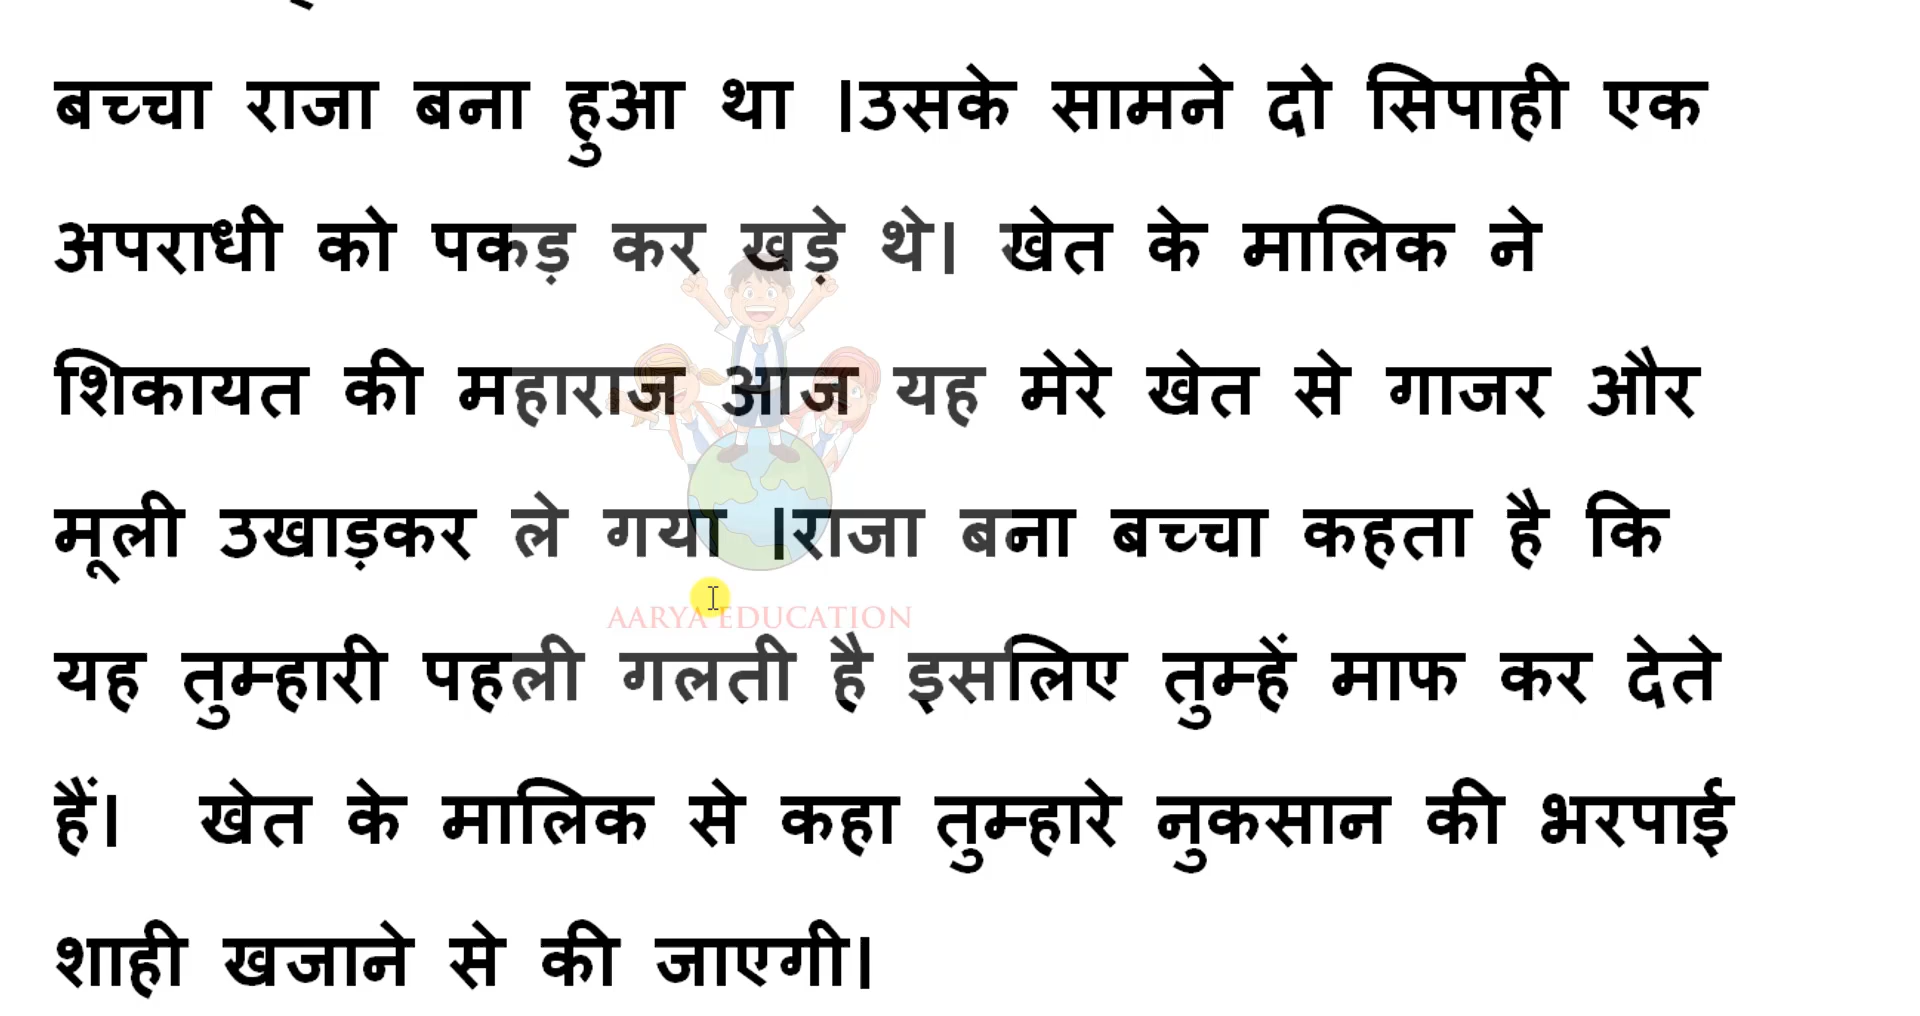 बच्चा राजा बना हुआ था ।उसके सामने दो सिपाही एक
अपराधी को पकड़ कर खड़े थे। खेत के मालिक ने
शिकायत की महाराज आज यह मेरे खेत से गाजर और
मूली उखाड़कर ले गया ।राजा बना बच्चा कहता है कि
यह तुम्हारी पहली गलती है इसलिए तुम्हें माफ कर देते
हैं। खेत के मालिक से कहा तुम्हारे नुकसान की भरपाई
शाही खजाने से की जाएगी।
AARYA EDUCATION